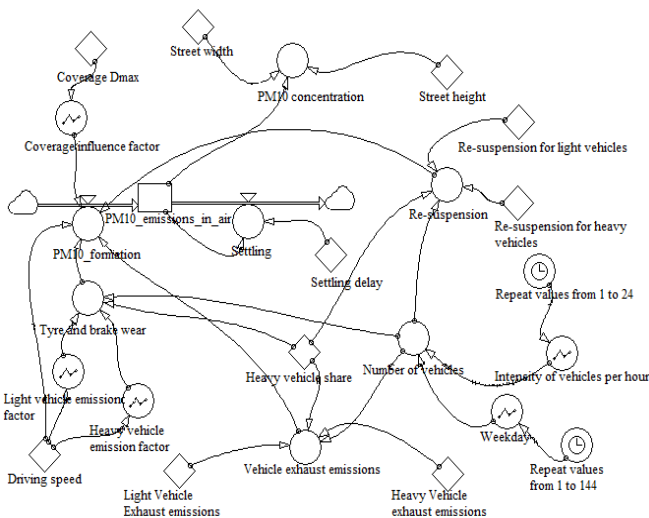 Street width
Coverage Dmax
PM10 concentration
Street height
Coverage influence factor
Re-suspension for light vehicles
PM10_emissions_in_air
Re-suspension
Re-suspension for heavy
vehicles
PM10_formation
Settling
Settling delay
Repeat values from 1 to 24
Tyre and brake wear
Number of vehicles
Heavy vehicle share
Intensity of vehicles per hour
Light vehicle emission
factor
Heavy vehicle
emission factor
Weekday
Driving speed
Vehicle exhaust emissions
Repeat values
from 1 to 144
Light Vehicle
Exhaust emissions
Heavy Vehicle
exhaust emissions